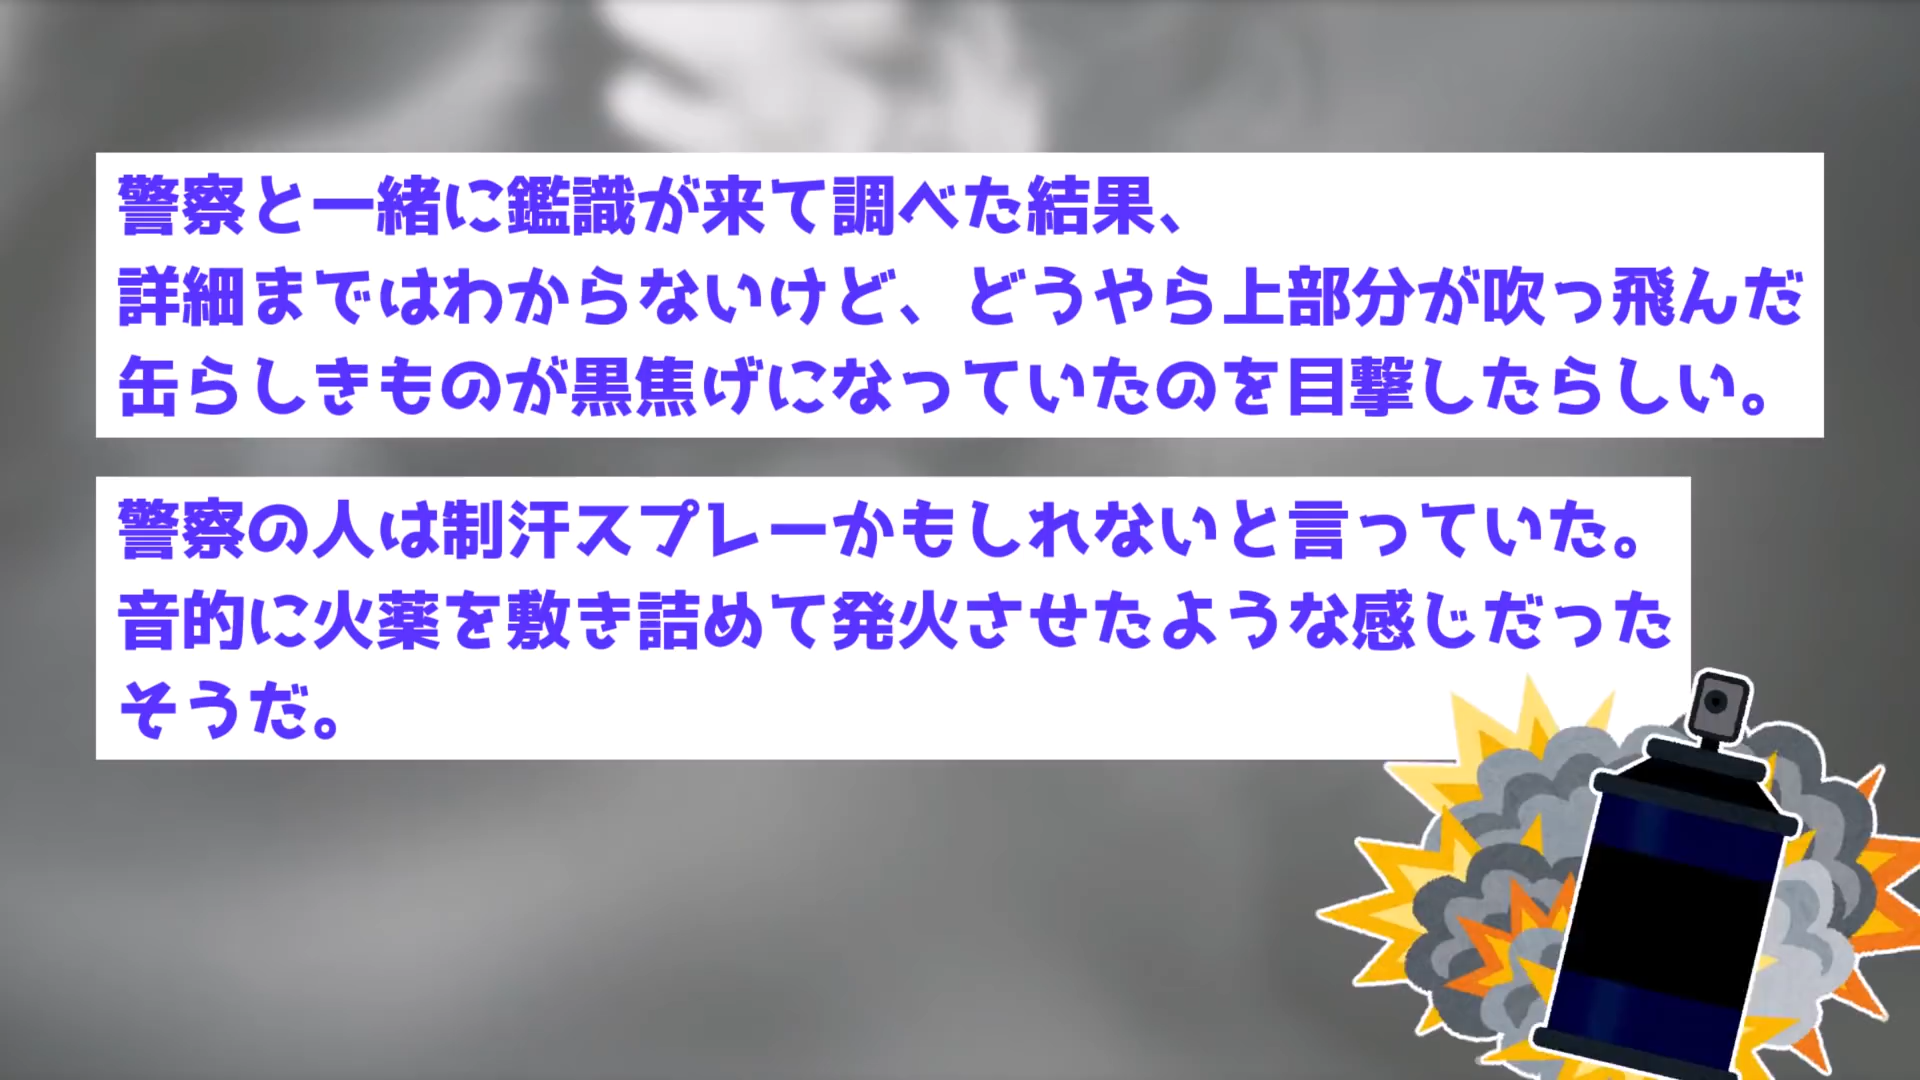 警察と一緒に鑑識が来て調べた結果、
詳細まではわからないけど、どうやら上部分が吹っ飛んだ
缶らしきものが黒焦げになっていたのを目撃したらしい。
警察の人は制汗スプレーかもしれないと言っていた。
音的に火薬を敷き詰めて発火させたような感じだった
そうだ。